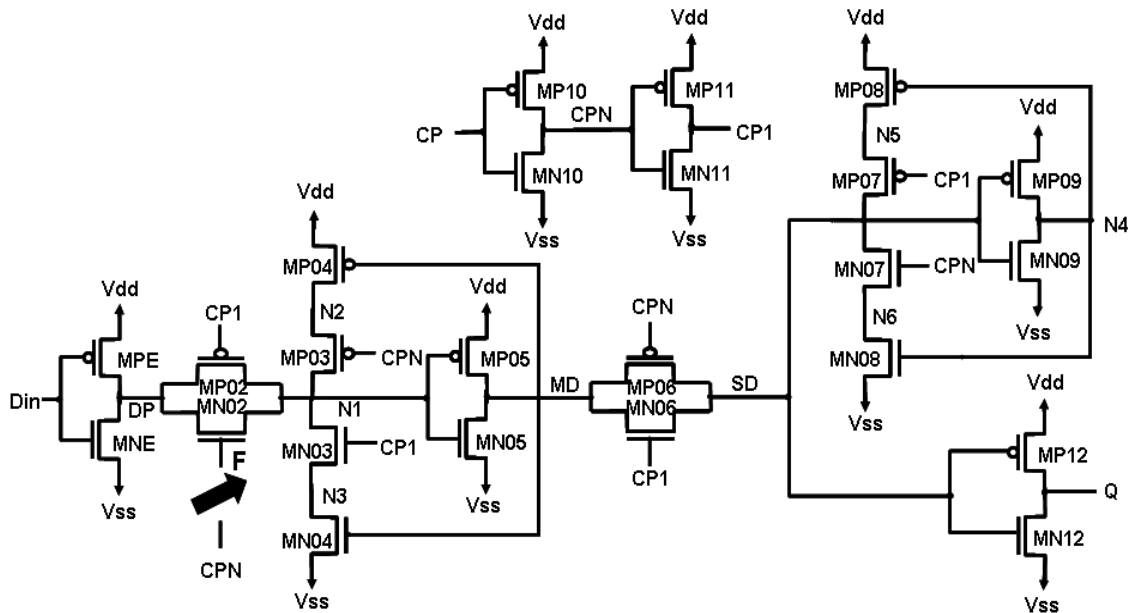 Vdd
Vdd
Vdd
MP10
MP11
MP08
CPN
Vdd
CP
CP1
N5
MN10
MN11
MP07
CP1
MP09
Vdd
Vss
Vss
N4
MN07
CPN
MN09
MP04
CPN
N6
Vdd
Vdd
Vss
CP1
N2
MN08
MPE
MP03
CPN
MP05
Vdd
MP02
MD
MP06
SD
Vss
Din
MN02
MN06
DP
N1
MNE
MN03
CP1
MN05
MP12
F
CP1
Vss
N3
Vss
Q
MN04
MN12
CPN
Vss
Vss